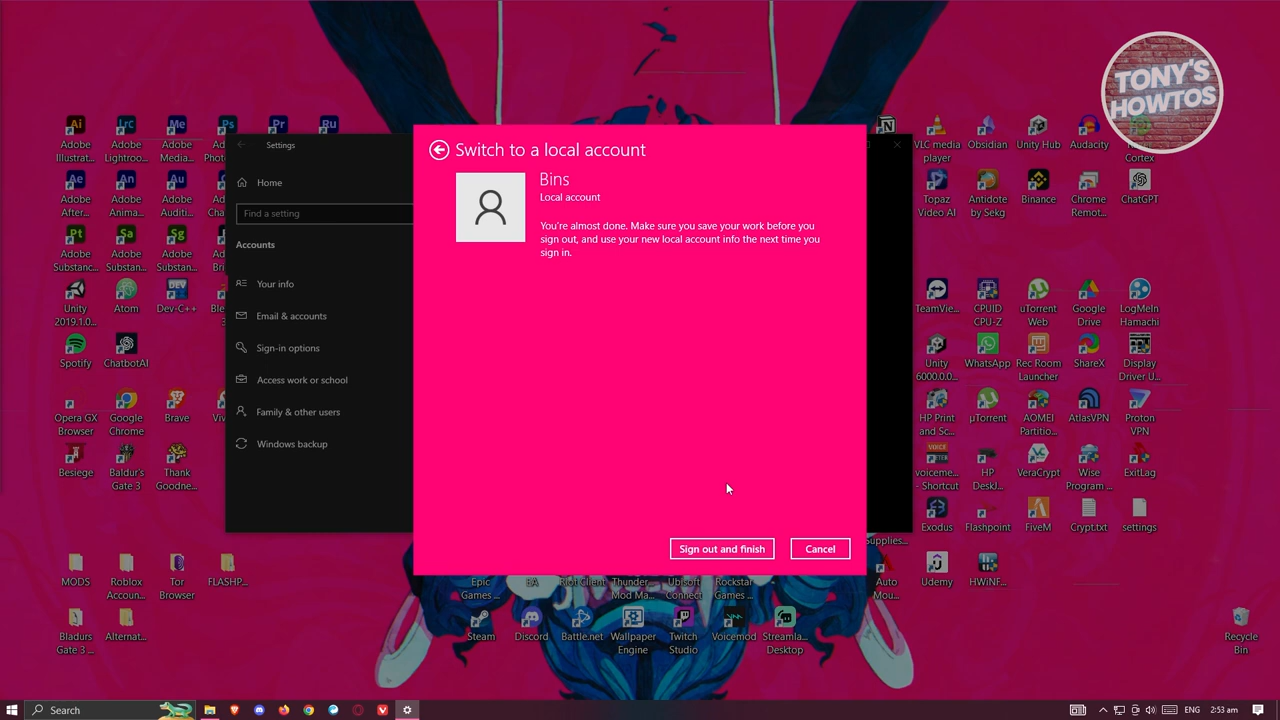 TONY'S
HOWTOS
Adobe
Illustrat...
Adobe
Lightroo...
Adobe
Media...
Adobe
Adobe
After...
Adobe
Anima...
Adobe
Auditi...
Adobe
Substanc...
Adobe
Substan...
Adobe
Substan...
Unity
2019.1.0...
Atom
Dev-C++
Spotify
ChatbotAI
Opera GX
Browser
Google
Chrome
Brave
Besiege
Baldur's
Gate 3
Thank
Goodne...
MODS
Roblox
Accoun...
Tor
Browser
FLASHP...
Bladurs
Gate 3 ...
Alternat...
Settings
Home
Find a setting
Accounts
Your info
Email & accounts
Sign-in options
Access work or school
Family & other users
Windows backup
Switch to a local account
Bins
Local account
You're almost done. Make sure you save your work before you
sign out, and use your new local account info the next time you
sign in.
Sign out and finish
Cancel
VLC media
player
Obsidian
Unity Hub
Audacity
Cortex
Topaz
Video AI
Antidote
by Sekg
Binance
Chrome
Remot...
ChatGPT
TeamVie...
CPUID
CPU-Z
uTorrent
Web
Google
Drive
LogMeIn
Hamachi
Unity
6000.0.0...
WhatsApp
Rec Room
Launcher
ShareX
Display
Driver U...
HP Print
and Sc...
µTorrent
AOMEI
Partitio...
AtlasVPN
Proton
VPN
voiceme...
- Shortcut
HP
DeskJ...
VeraCrypt
Wise
Program ...
ExitLag
Exodus
Flashpoint
FiveM
Crypt.txt
settings
Supplies...
Auto
Mou...
Udemy
HWiNF...
Epic
Games ...
EA
Riot Client
Thunder...
Mod Ma...
Ubisoft
Connect
Rockstar
Games ...
Steam
Discord
Battle.net
Wallpaper
Engine
Twitch
Studio
Voicemod
Streamla...
Desktop
Recycle
Bin
Search
ENG
2:53 am